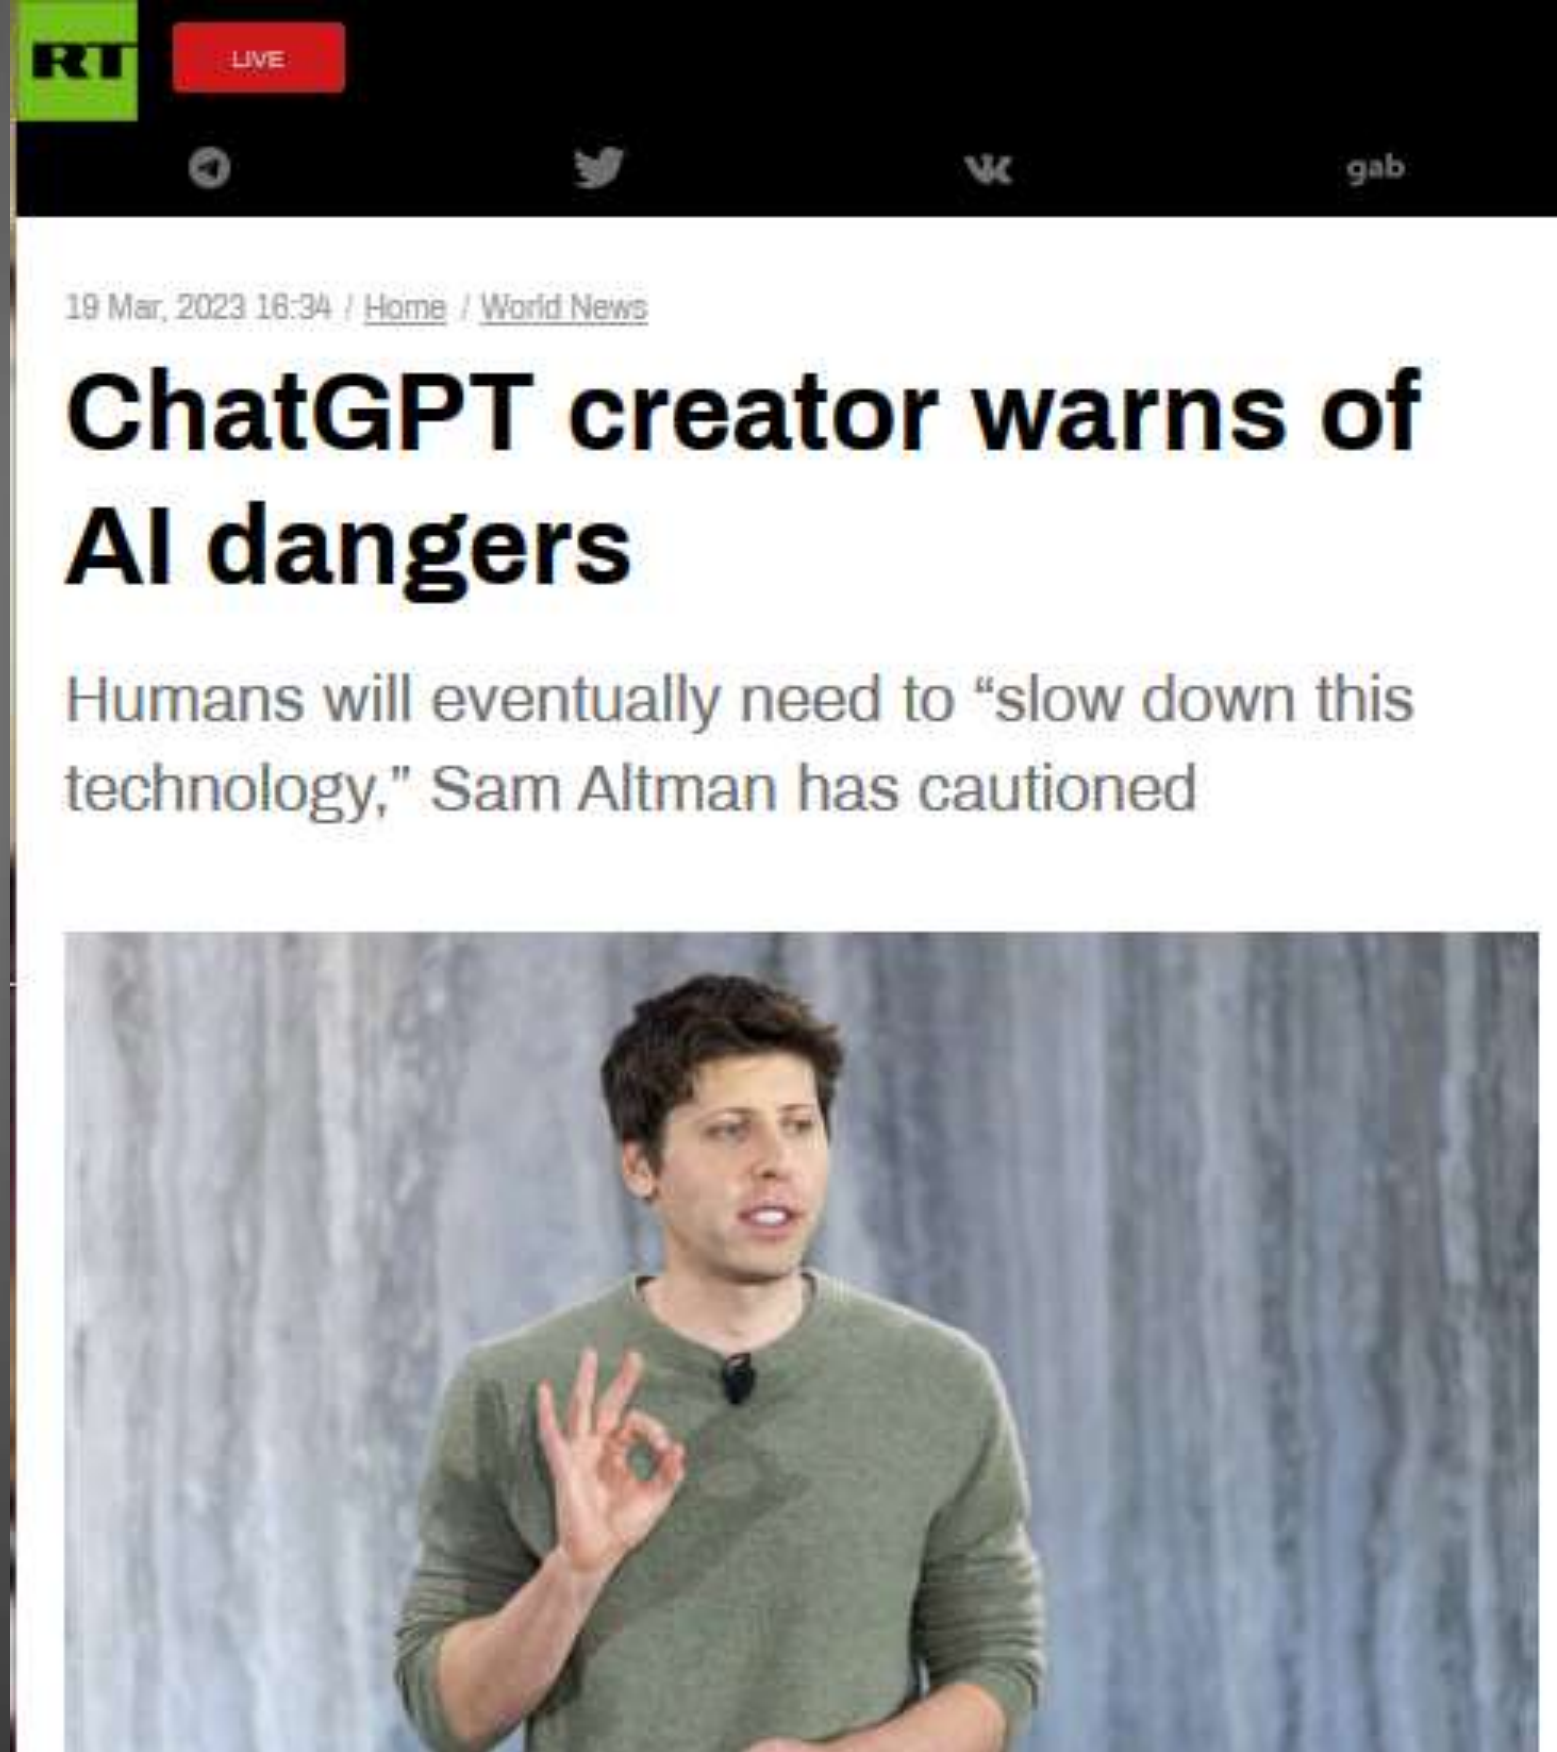 RT
LIVE
gab
19 Mar, 2023 16:34 / Home / World News
ChatGPT creator warns of
AI dangers
Humans will eventually need to “slow down this
technology,” Sam Altman has cautioned